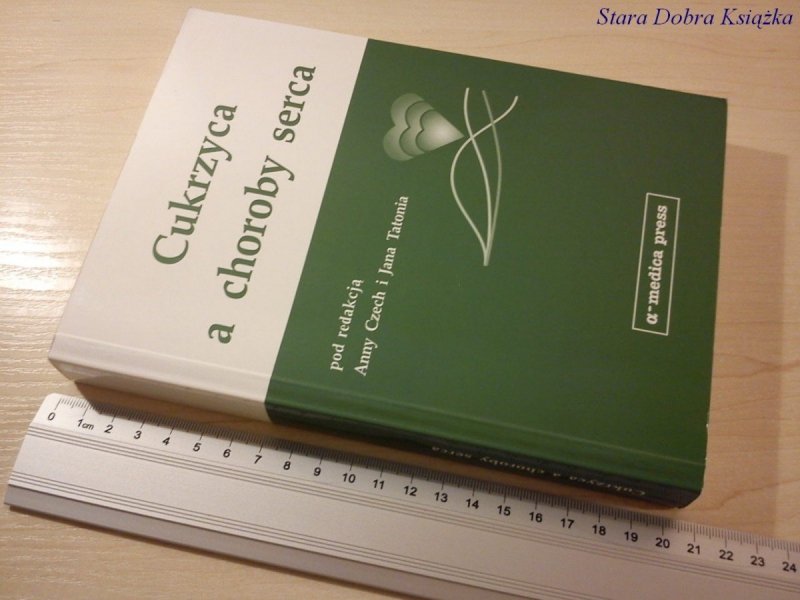 Stara Dobra Książka
Cukrzyca
a choroby serca
pod redakcją
Anny Czech i Jana Tatonia
α-medica press
Cukrzyca a choroby serca
0 1cm 2 3 4 5 6 7 8 9 10 11 12 13 14 15 16 17 18 19 20 21 22 23 24